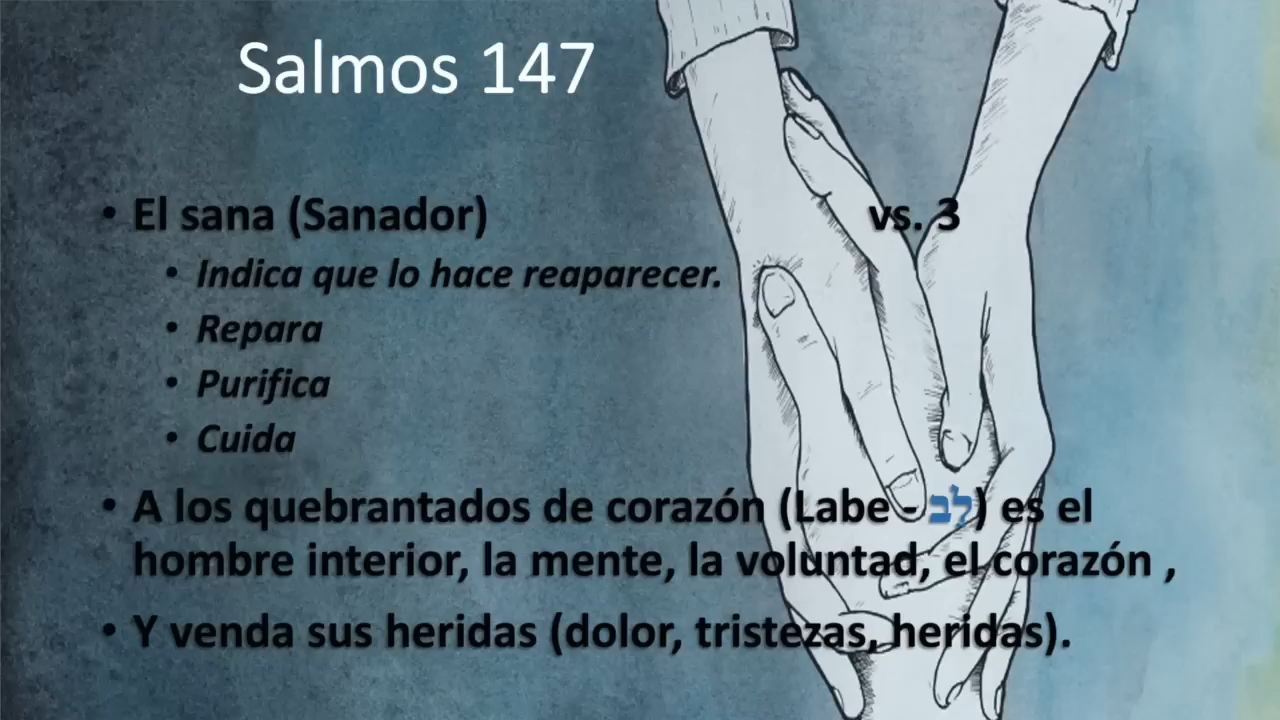 Salmos 147
• El sana (Sanador) vs. 3
• Indica que lo hace reaparecer.
• Repara
• Purifica
• Cuida
• A los quebrantados de corazón (Labe - לֵב) es el
hombre interior, la mente, la voluntad, el corazón ,
• Y venda sus heridas (dolor, tristezas, heridas).